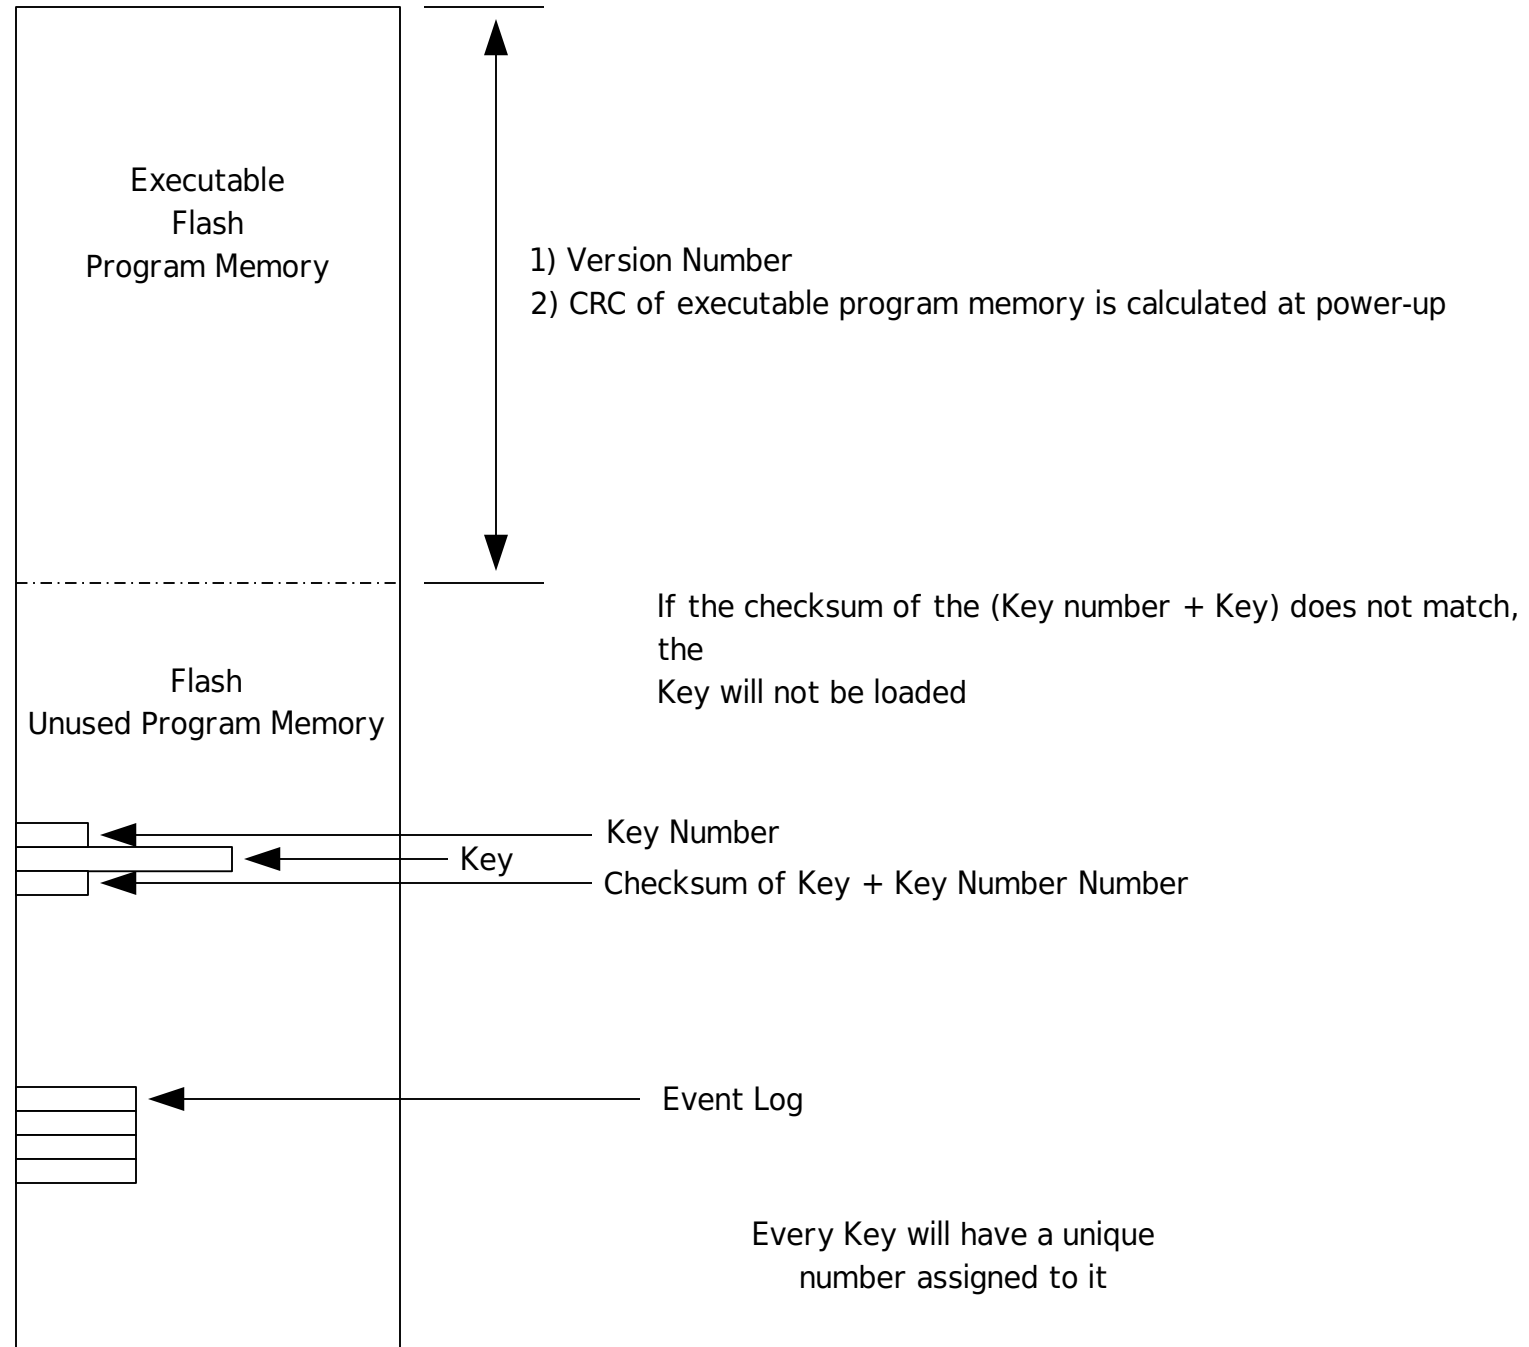 Executable
Flash
Program Memory
1) Version Number
2) CRC of executable program memory is calculated at power-up
If the checksum of the (Key number + Key) does not match,
the
Key will not be loaded
Flash
Unused Program Memory
Key Number
Key
Checksum of Key + Key Number Number
Event Log
Every Key will have a unique
number assigned to it